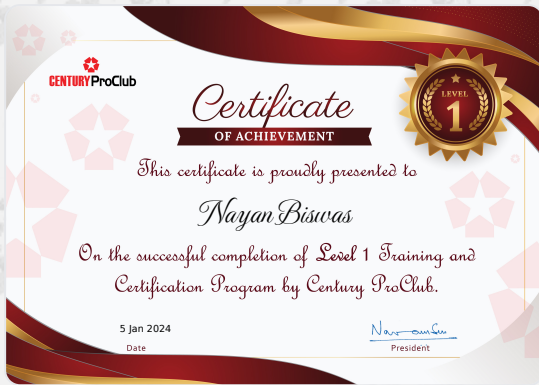 CENTURY ProClub
Certificate
OF ACHIEVEMENT
LEVEL
1
This certificate is proudly presented to
Nayan Biswas
On the successful completion of Level 1 Training and
Certification Program by Century ProClub.
5 Jan 2024
Date
President